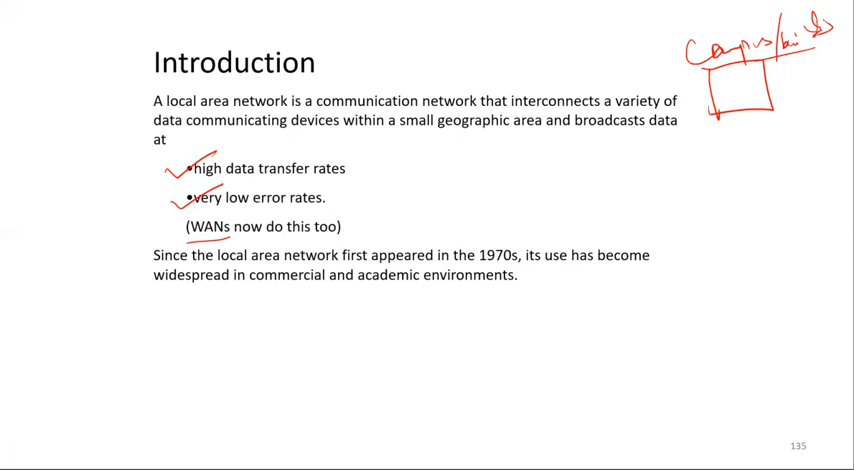 Campus/
Introduction
A local area network is a communication network that interconnects a variety of
data communicating devices within a small geographic area and broadcasts data
at
•high data transfer rates
•very low error rates.
(WANs now do this too)
Since the local area network first appeared in the 1970s, its use has become
widespread in commercial and academic environments.
135